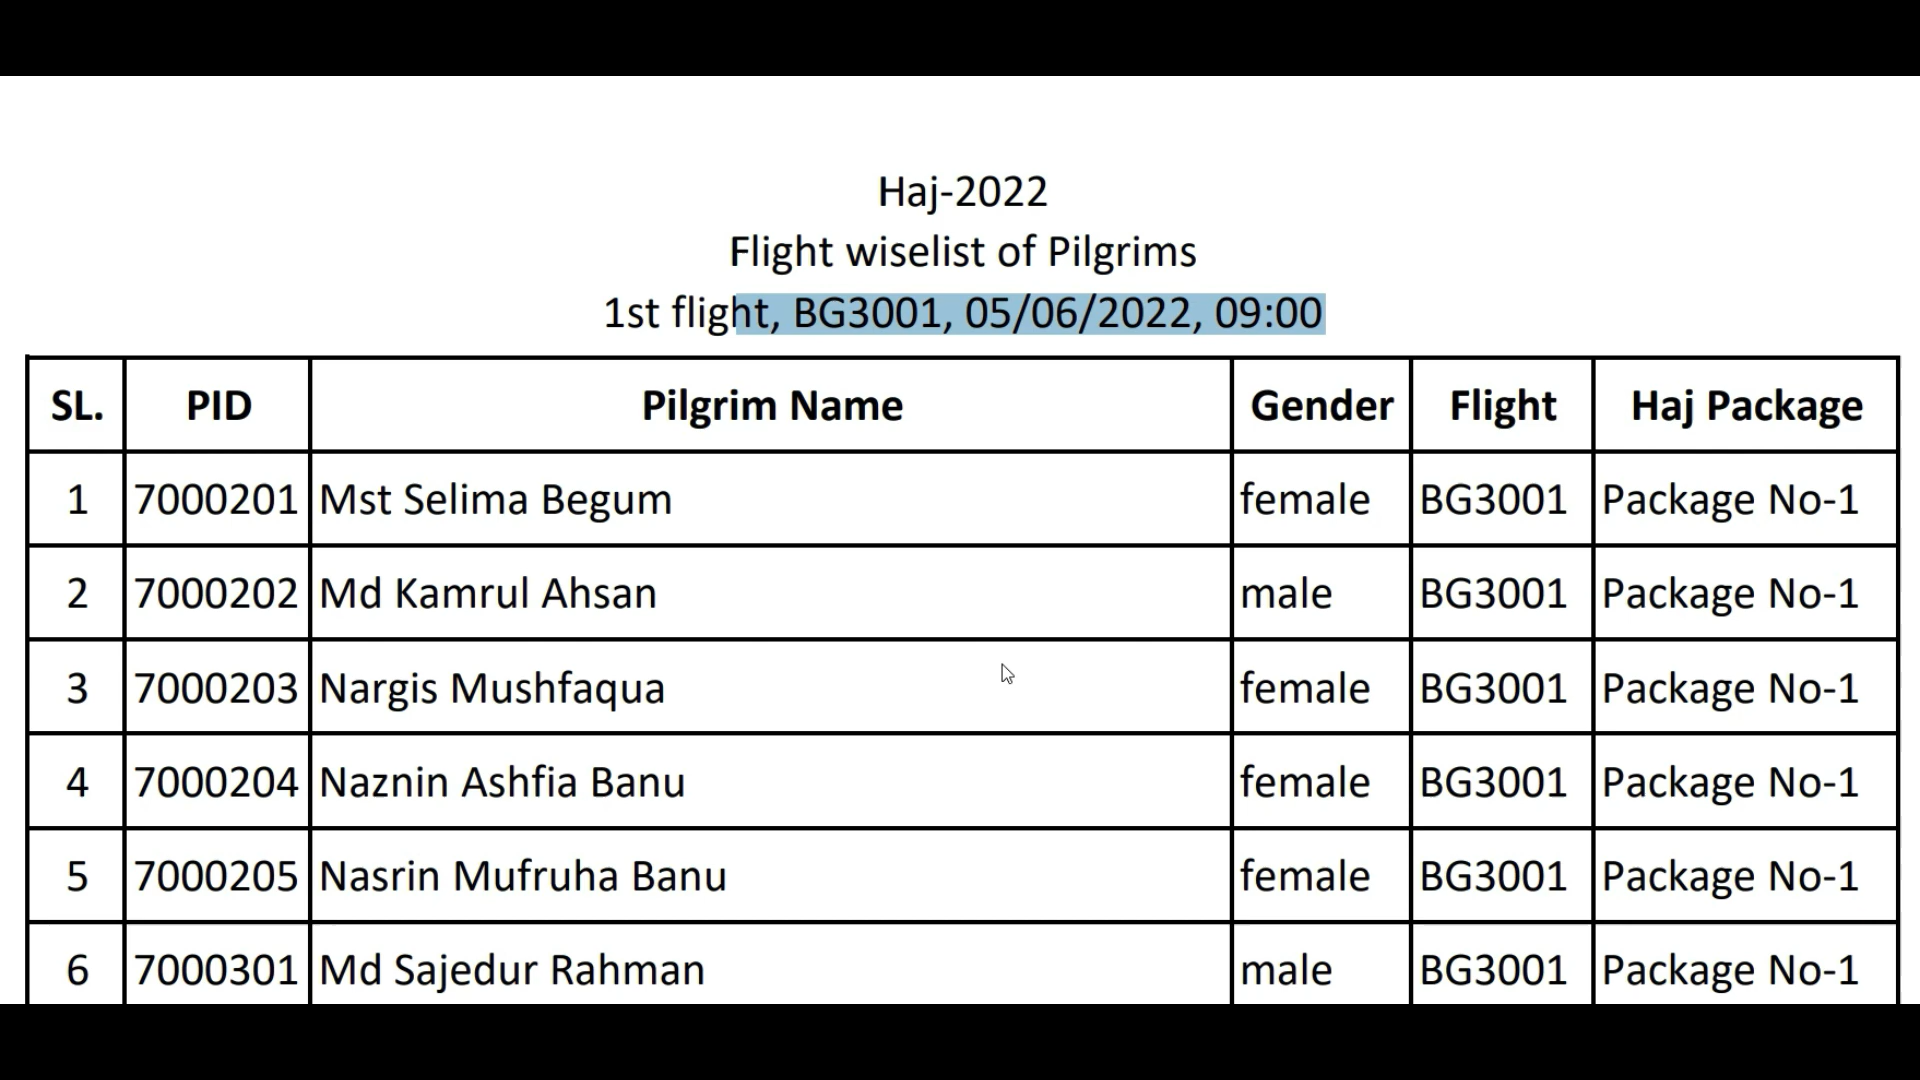 Haj-2022
Flight wiselist of Pilgrims
1st flight, BG3001, 05/06/2022, 09:00
SL. PID Pilgrim Name Gender Flight Haj Package
1 7000201 Mst Selima Begum female BG3001 Package No-1
2 7000202 Md Kamrul Ahsan male BG3001 Package No-1
3 7000203 Nargis Mushfaqua female BG3001 Package No-1
4 7000204 Naznin Ashfia Banu female BG3001 Package No-1
5 7000205 Nasrin Mufruha Banu female BG3001 Package No-1
6 7000301 Md Sajedur Rahman male BG3001 Package No-1